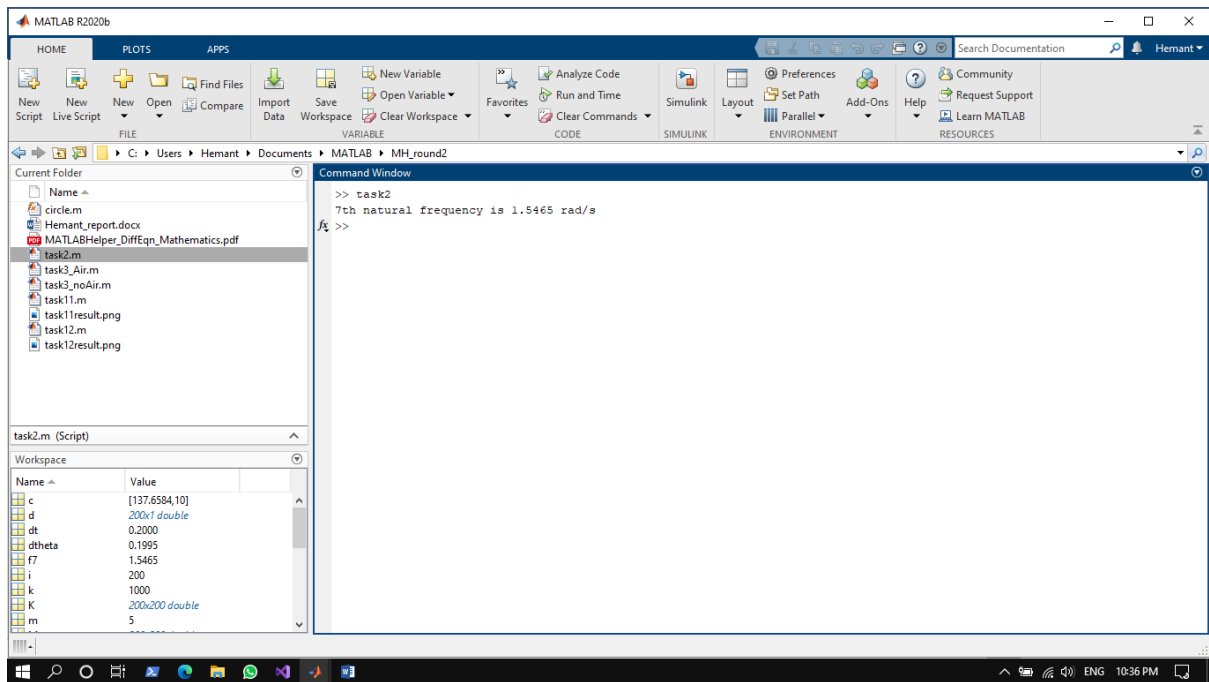 MATLAB R2020b
HOME PLOTS APPS
Search Documentation
Hemant
New Script
New Live Script
New
Open
Find Files
Compare
Import Data
Save Workspace
New Variable
Open Variable
Clear Workspace
Favorites
Analyze Code
Run and Time
Clear Commands
Simulink
Layout
Preferences
Set Path
Parallel
Add-Ons
Help
Community
Request Support
Learn MATLAB
FILE VARIABLE CODE SIMULINK ENVIRONMENT RESOURCES
C: Users Hemant Documents MATLAB MH_round2
Current Folder
Name
circle.m
Hemant_report.docx
PDF MATLABHelper_DiffEqn_Mathematics.pdf
task2.m
task3_Air.m
task3_noAir.m
task11.m
task11result.png
task12.m
task12result.png
task2.m (Script)
Workspace
Name Value
c [137.6584,10]
d 200x1 double
dt 0.2000
dtheta 0.1995
f7 1.5465
i 200
k 1000
K 200x200 double
m 5
Command Window
>> task2
7th natural frequency is 1.5465 rad/s
fx >>
ENG 10:36 PM